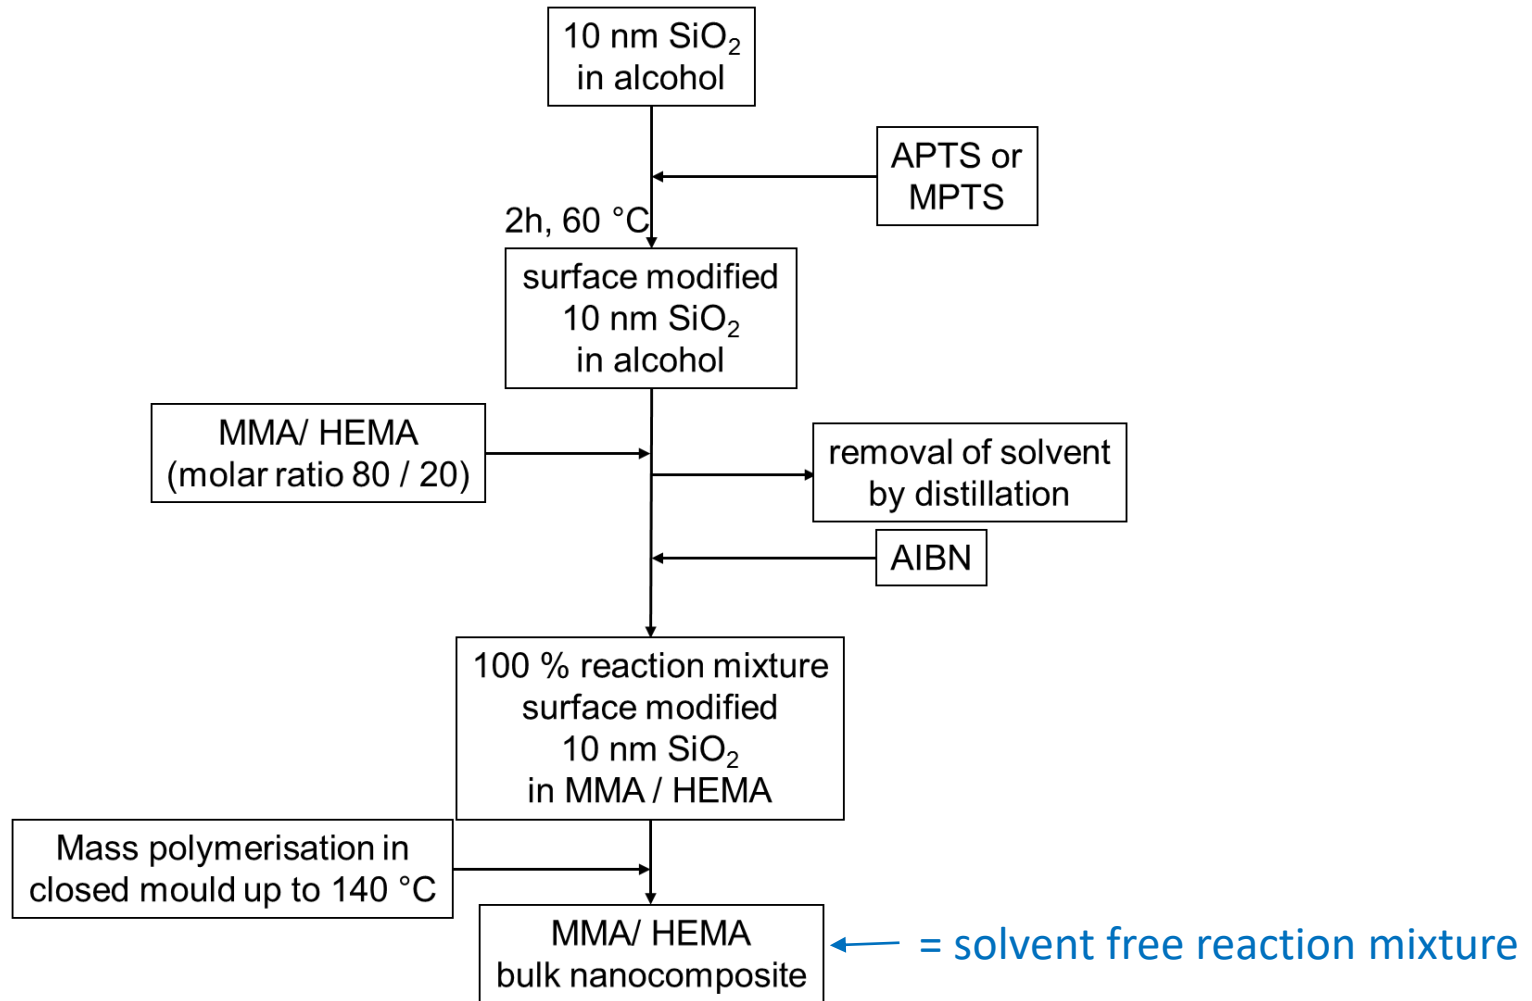 10 nm SiO₂
in alcohol
APTS or
MPTS
2h, 60 °C
surface modified
10 nm SiO₂
in alcohol
MMA/ HEMA
(molar ratio 80 / 20)
removal of solvent
by distillation
AIBN
100 % reaction mixture
surface modified
10 nm SiO₂
in MMA / HEMA
Mass polymerisation in
closed mould up to 140 °C
MMA/ HEMA
bulk nanocomposite
= solvent free reaction mixture